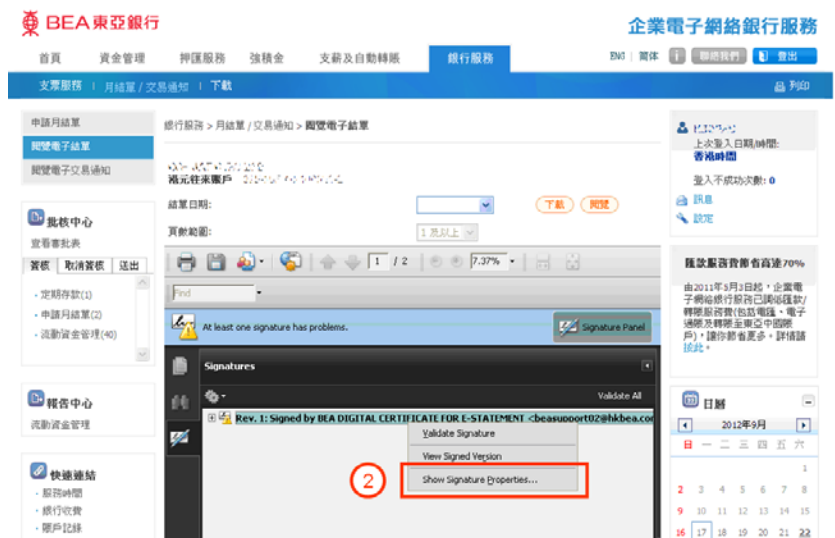 BEA 東亞銀行
企業電子網絡銀行服務
首頁 資金管理 押匯服務 強積金 支薪及自動轉賬 銀行服務 ENG 简体 i 聯絡我們 登出
支票服務 月結單 / 交易通知 下載 列印
申請月結單
閱覽電子結單
閱覽電子交易通知
批核中心
查看審批表
簽核 取消簽核 送出
定期存款(1)
申請月結單(2)
流動資金管理(40)
報告中心
流動資金管理
快速連結
服務時間
銀行收費
賬戶記錄
銀行服務 > 月結單 / 交易通知 > 閱覽電子結單
港元往來賬戶
結單日期: 下載 閱覽
頁數範圍: 1 及以上
1 / 2 7.37%
Find
At least one signature has problems. Signature Panel
Signatures
Validate All
Rev. 1: Signed by BEA DIGITAL CERTIFICATE FOR E-STATEMENT <beasupport02@hkbea.com
Validate Signature
View Signed Version
2 Show Signature Properties...
上次登入日期/時間:
香港時間
登入不成功次數: 0
訊息
設定
匯款服務費節省高達70%
由2011年5月3日起，企業電
子網絡銀行服務已調低匯款/
轉賬服務費(包括電匯、電子
過賬及轉賬至東亞中國賬
戶)，讓你節省更多。詳情請
按此。
日曆
2012年9月
日 一 二 三 四 五 六
1
2 3 4 5 6 7 8
9 10 11 12 13 14 15
16 17 18 19 20 21 22